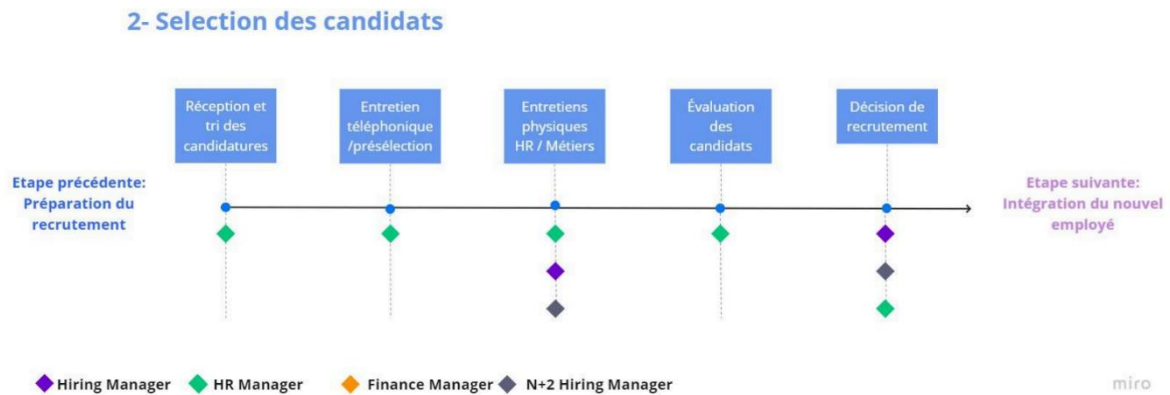 2- Selection des candidats
Réception et
tri des
candidatures
Entretien
téléphonique
/présélection
Entretiens
physiques
HR / Métiers
Évaluation
des
candidats
Décision de
recrutement
Etape précédente:
Préparation du
recrutement
Etape suivante:
Intégration du nouvel
employé
Hiring Manager
HR Manager
Finance Manager
N+2 Hiring Manager
miro